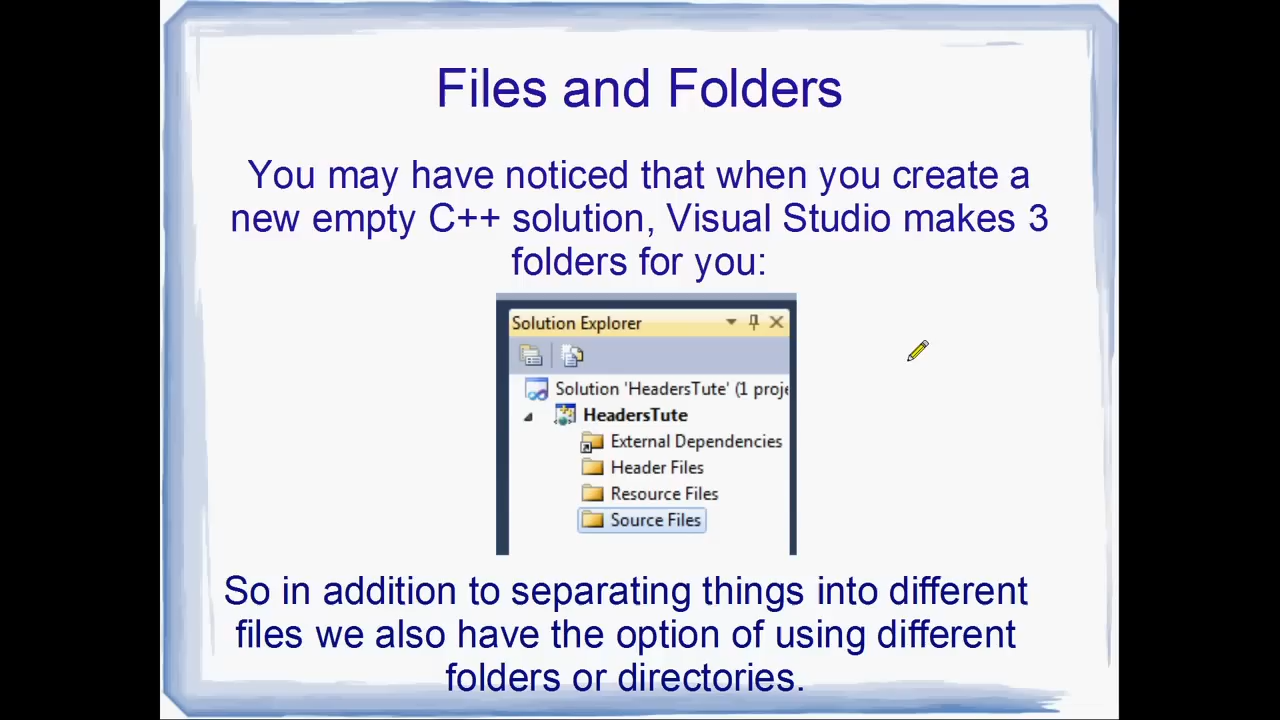 Files and Folders
You may have noticed that when you create a
new empty C++ solution, Visual Studio makes 3
folders for you:
Solution Explorer
Solution 'HeadersTute' (1 proje
HeadersTute
External Dependencies
Header Files
Resource Files
Source Files
So in addition to separating things into different
files we also have the option of using different
folders or directories.